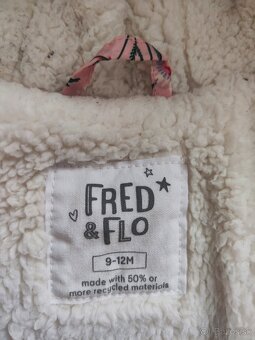 FRED
& FLO
9-12M
made with 50% or
more recycled materials